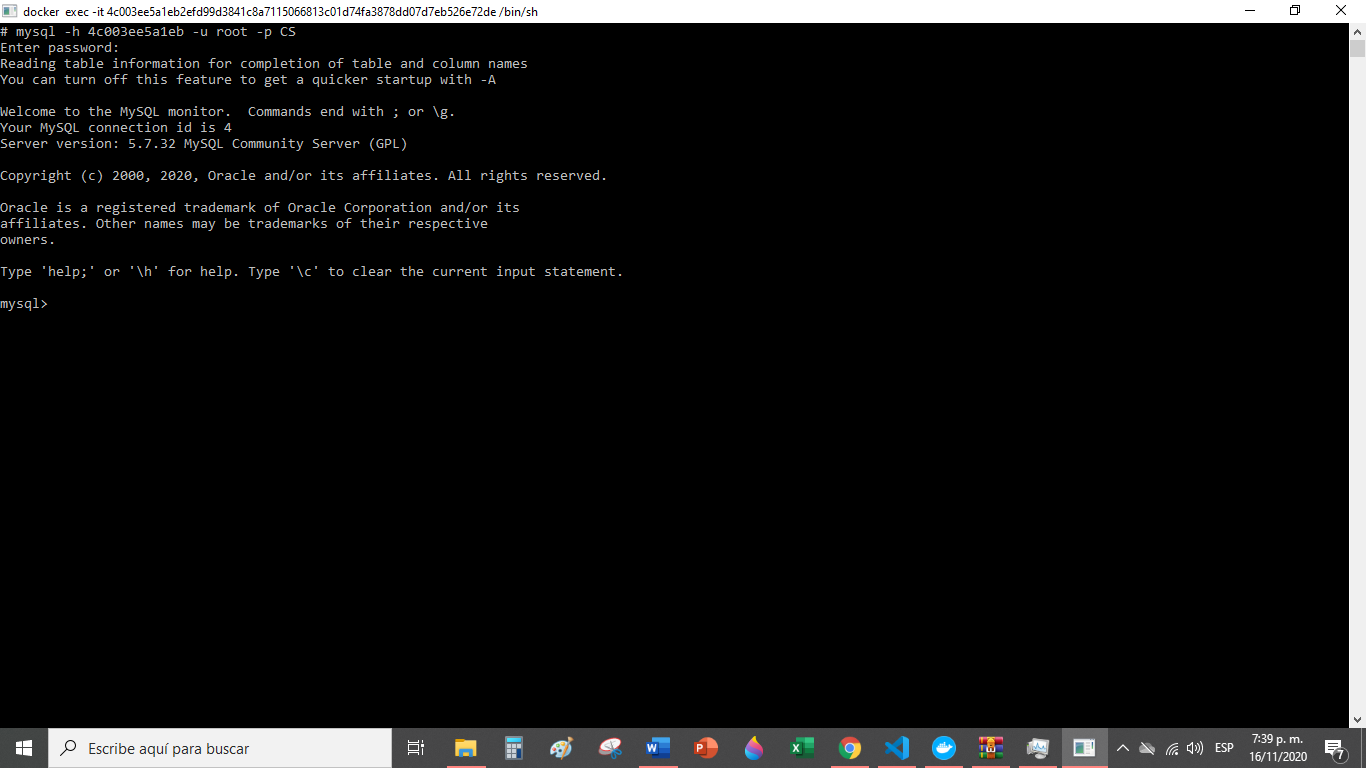 docker exec -it 4c003ee5a1eb2efd99d3841c8a7115066813c01d74fa3878dd07d7eb526e72de /bin/sh
# mysql -h 4c003ee5a1eb -u root -p CS
Enter password:
Reading table information for completion of table and column names
You can turn off this feature to get a quicker startup with -A
Welcome to the MySQL monitor.  Commands end with ; or \g.
Your MySQL connection id is 4
Server version: 5.7.32 MySQL Community Server (GPL)
Copyright (c) 2000, 2020, Oracle and/or its affiliates. All rights reserved.
Oracle is a registered trademark of Oracle Corporation and/or its
affiliates. Other names may be trademarks of their respective
owners.
Type 'help;' or '\h' for help. Type '\c' to clear the current input statement.
mysql>
Escribe aquí para buscar
ESP
7:39 p. m.
16/11/2020
7